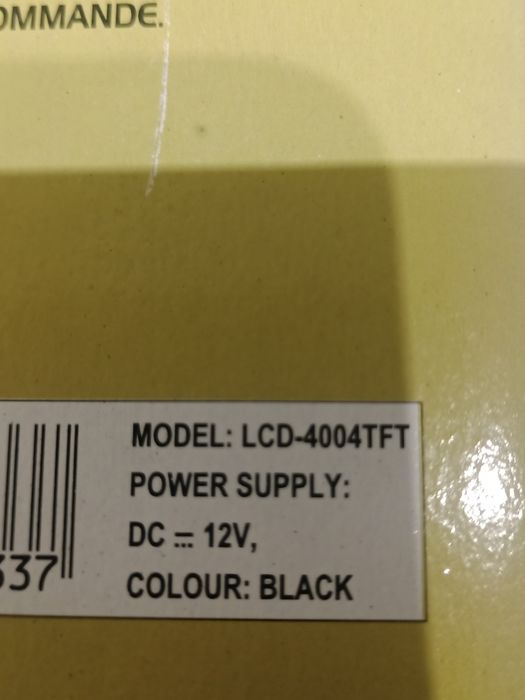 OMMANDE.
MODEL: LCD-4004TFT
POWER SUPPLY:
DC ⎓ 12V,
337
COLOUR: BLACK